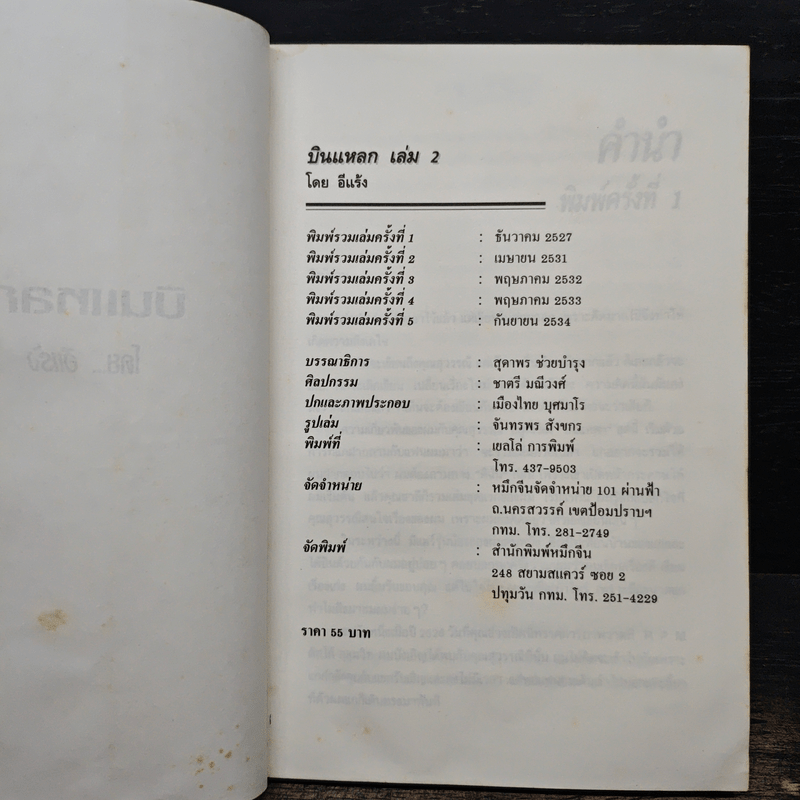 บินแหลก เล่ม 2
โดย อีแร้ง
พิมพ์รวมเล่มครั้งที่ 1 : ธันวาคม 2527
พิมพ์รวมเล่มครั้งที่ 2 : เมษายน 2531
พิมพ์รวมเล่มครั้งที่ 3 : พฤษภาคม 2532
พิมพ์รวมเล่มครั้งที่ 4 : พฤษภาคม 2533
พิมพ์รวมเล่มครั้งที่ 5 : กันยายน 2534
บรรณาธิการ : สุดาพร ช่วยบำรุง
ศิลปกรรม : ชาตรี มณีวงศ์
ปกและภาพประกอบ : เมืองไทย บุศมาโร
รูปเล่ม : จันทรพร สังขกร
พิมพ์ที่ : เยลโล่ การพิมพ์
โทร. 437-9503
จัดจำหน่าย : หมึกจีนจัดจำหน่าย 101 ผ่านฟ้า
ถ.นครสวรรค์ เขตป้อมปราบฯ
กทม. โทร. 281-2749
จัดพิมพ์ : สำนักพิมพ์หมึกจีน
248 สยามสแควร์ ซอย 2
ปทุมวัน กทม. โทร. 251-4229
ราคา 55 บาท
คำนำ
พิมพ์ครั้งที่ 1